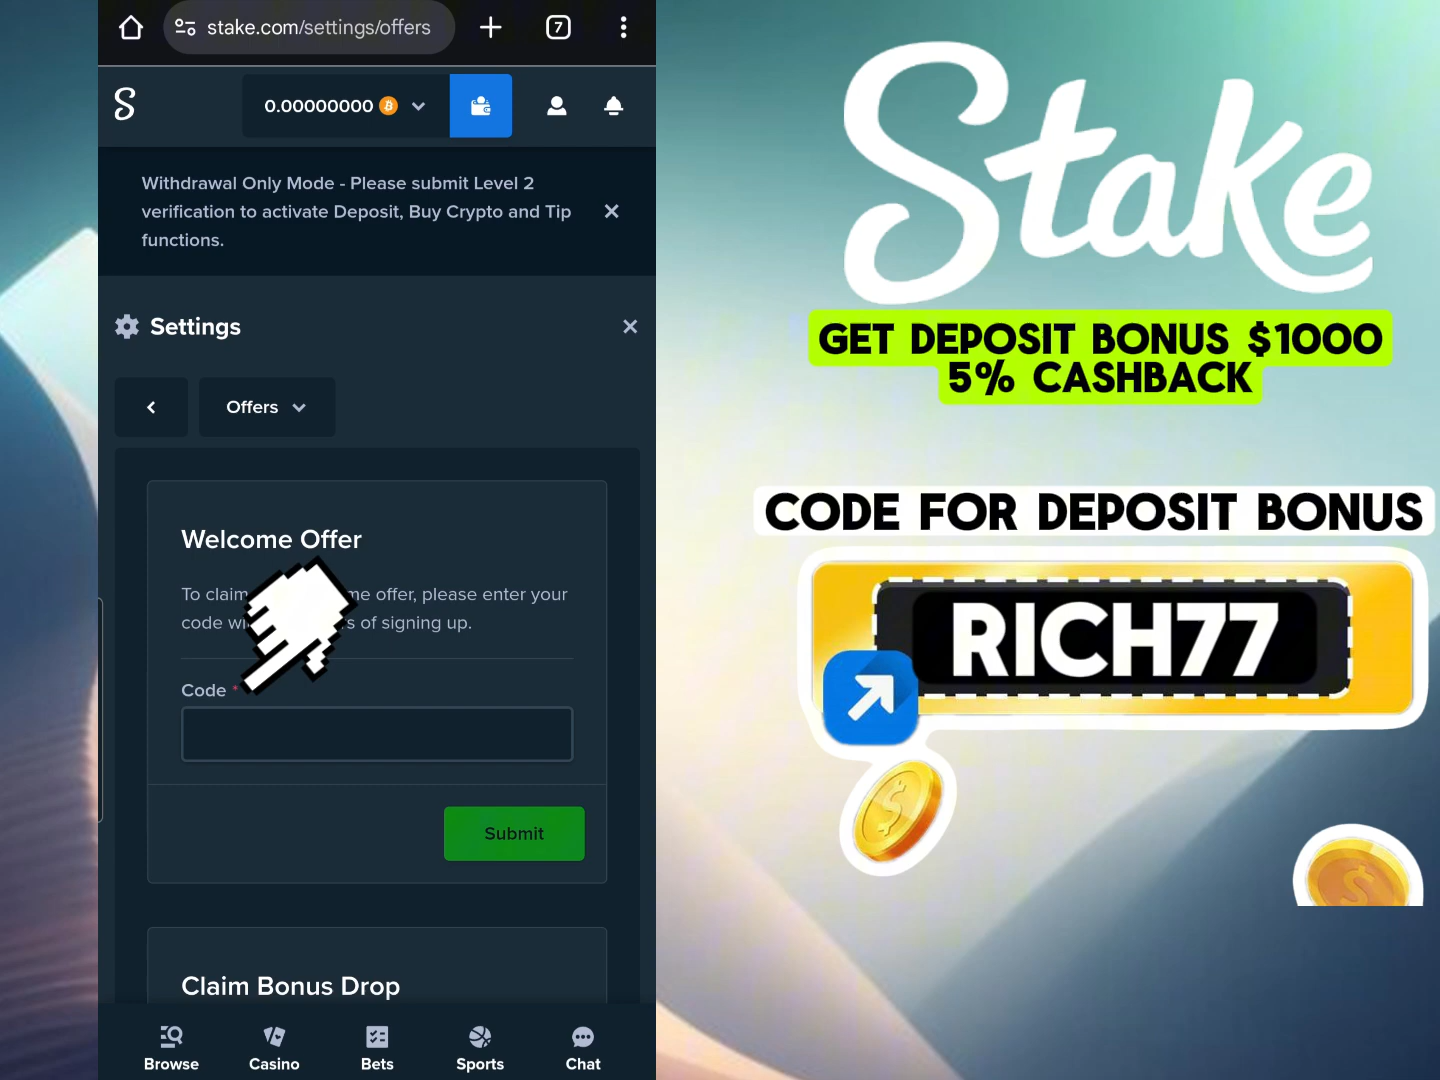 stake.com/settings/offers
7
0.00000000
Withdrawal Only Mode - Please submit Level 2
verification to activate Deposit, Buy Crypto and Tip
functions.
Settings
Offers
Welcome Offer
To claim me offer, please enter your
code s of signing up.
Code *
Submit
Claim Bonus Drop
Browse
Casino
Bets
Sports
Chat
Stake
GET DEPOSIT BONUS $1000
5% CASHBACK
CODE FOR DEPOSIT BONUS
RICH77